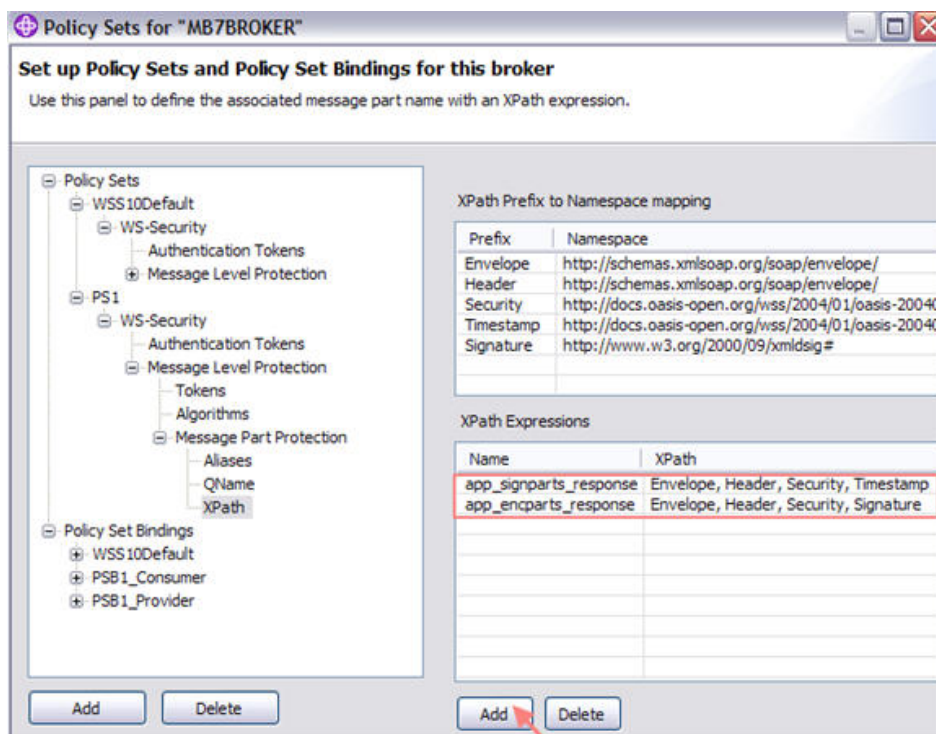 Policy Sets for "MB7BROKER"
Set up Policy Sets and Policy Set Bindings for this broker
Use this panel to define the associated message part name with an XPath expression.
Policy Sets
WSS10Default
WS-Security
Authentication Tokens
Message Level Protection
PS1
WS-Security
Authentication Tokens
Message Level Protection
Tokens
Algorithms
Message Part Protection
Aliases
QName
XPath
Policy Set Bindings
WSS10Default
PSB1_Consumer
PSB1_Provider
Add Delete
XPath Prefix to Namespace mapping
Prefix Namespace
Envelope http://schemas.xmlsoap.org/soap/envelope/
Header http://schemas.xmlsoap.org/soap/envelope/
Security http://docs.oasis-open.org/wss/2004/01/oasis-20040
Timestamp http://docs.oasis-open.org/wss/2004/01/oasis-20040
Signature http://www.w3.org/2000/09/xmldsig#
XPath Expressions
Name XPath
app_signparts_response Envelope, Header, Security, Timestamp
app_encparts_response Envelope, Header, Security, Signature
Add Delete